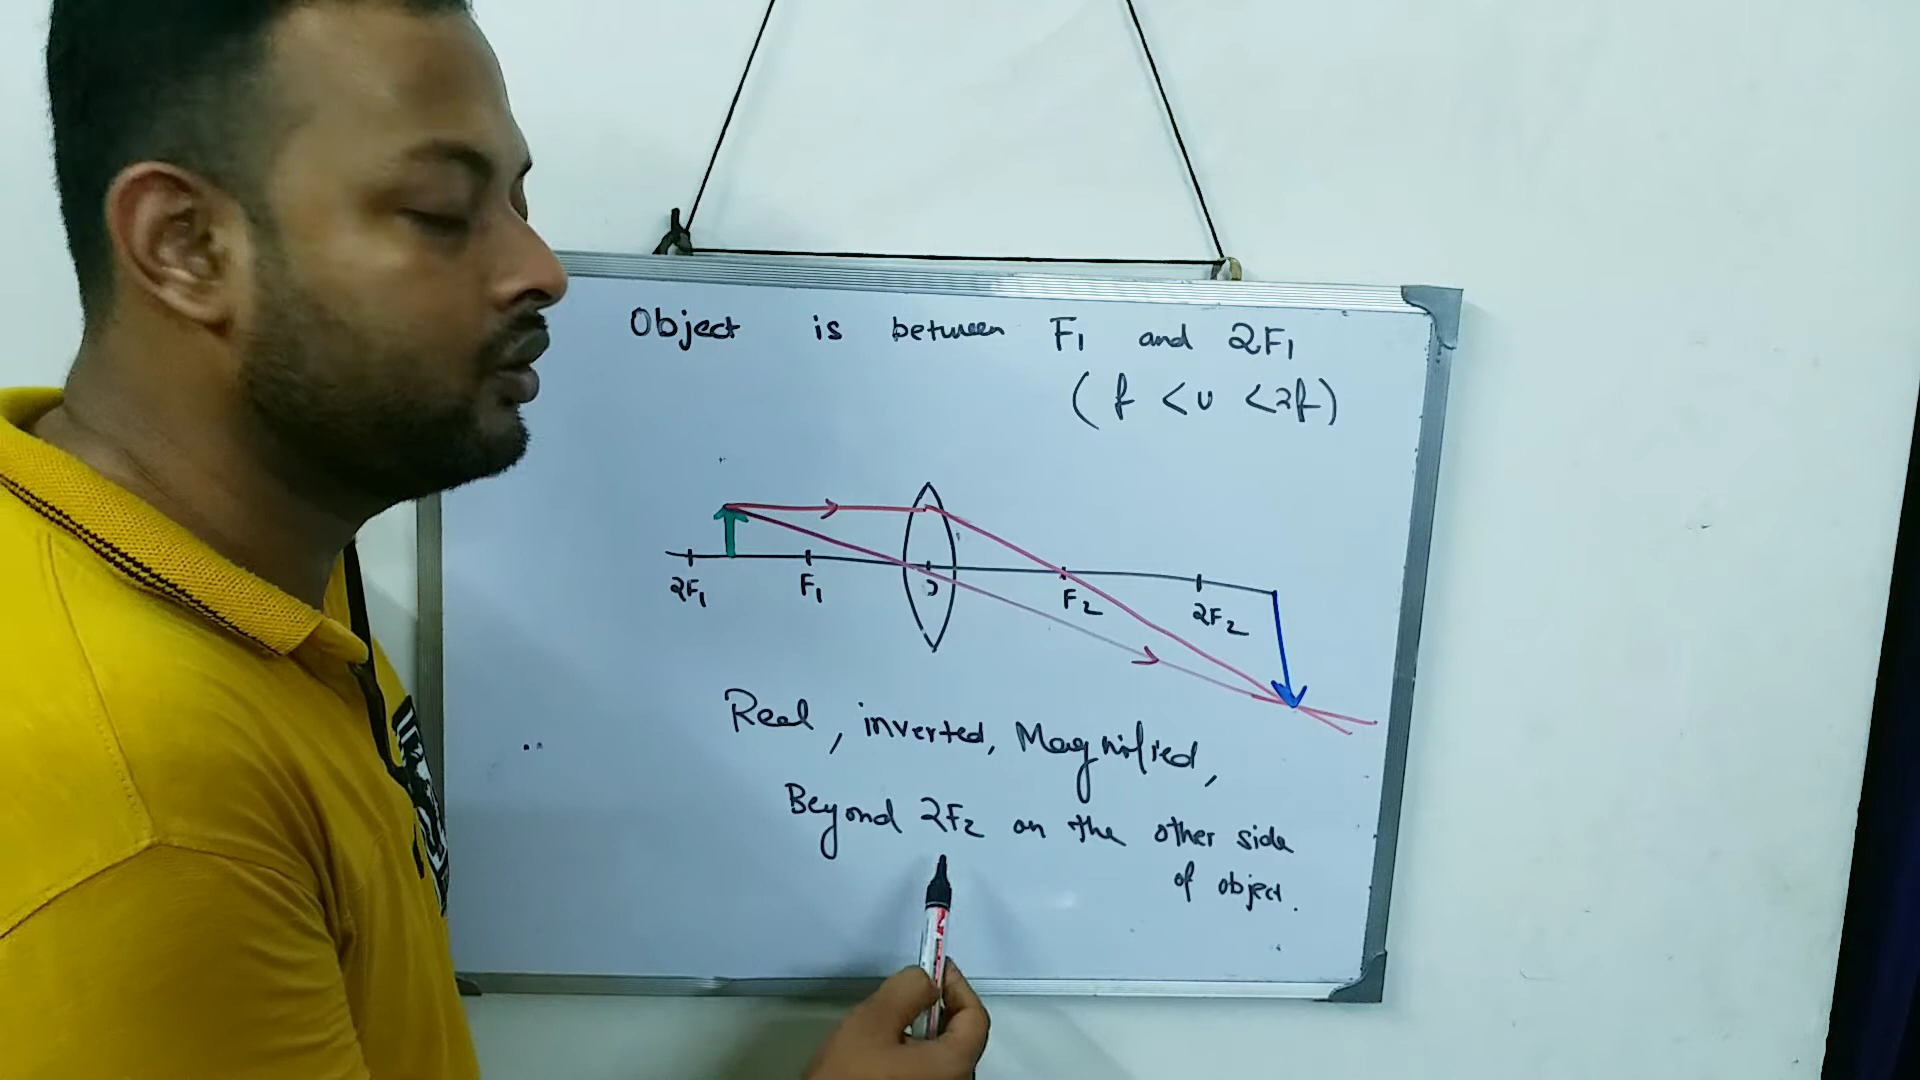 Object is between F1 and 2F1
(f < u < 2f)
2F1 F1 O F2 2F2
Real, inverted, Magnified,
Beyond 2F2 on the other side
of object.